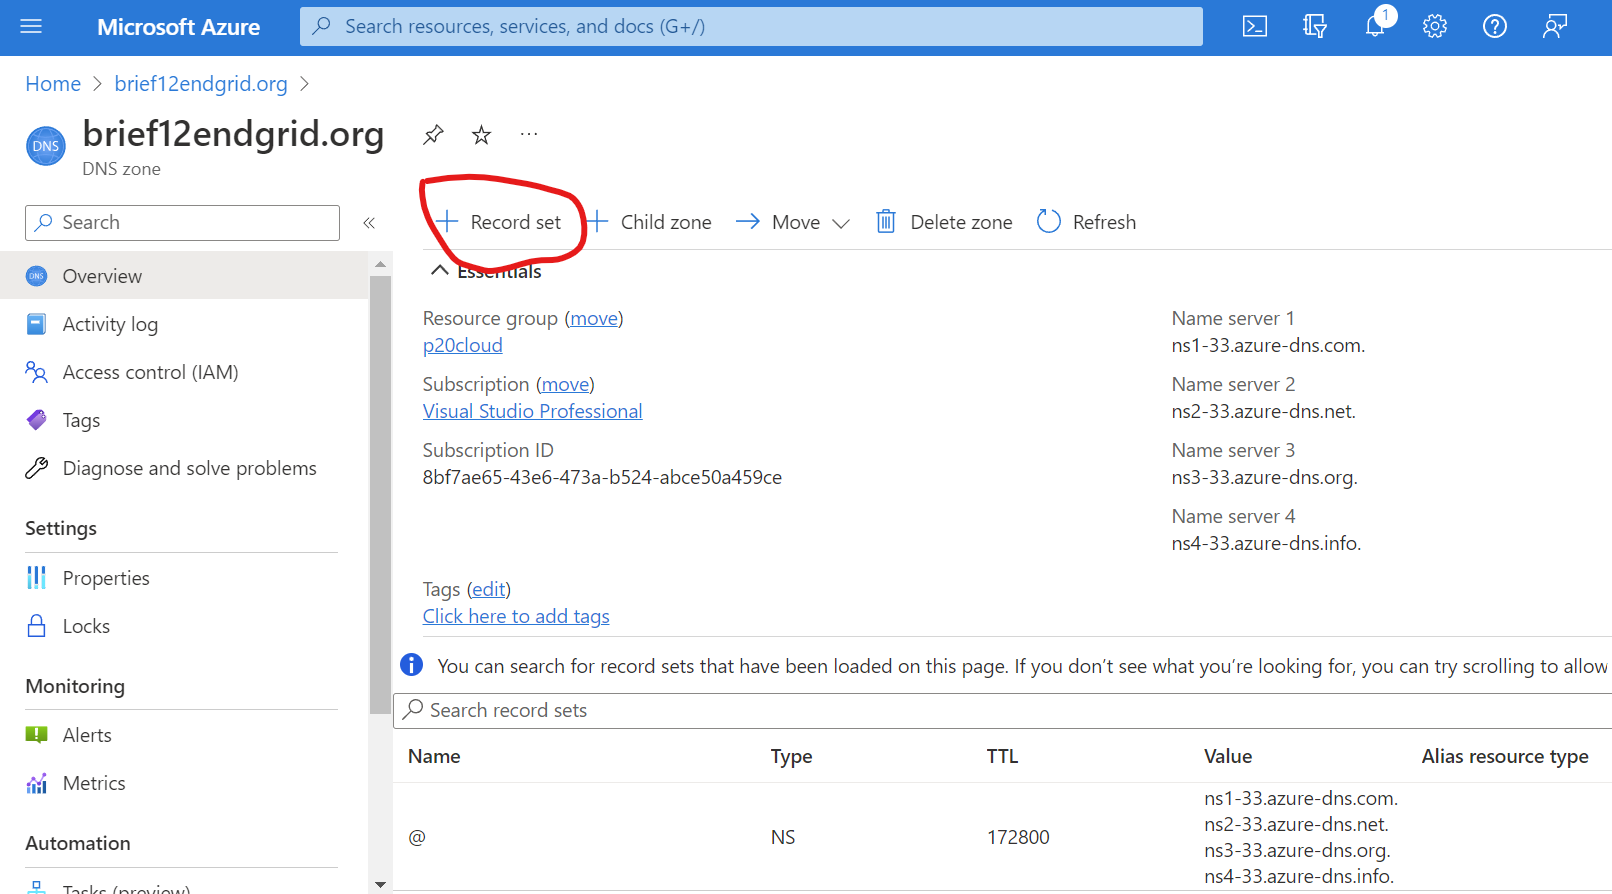 Microsoft Azure
Search resources, services, and docs (G+/)
1
Home > brief12endgrid.org >
DNS
brief12endgrid.org
...
DNS zone
Search
«
+ Record set
+ Child zone
Move
Delete zone
Refresh
DNS
Overview
Activity log
Access control (IAM)
Tags
Diagnose and solve problems
Settings
Properties
Locks
Monitoring
Alerts
Metrics
Automation
Tasks (preview)
Essentials
Resource group (move)
p20cloud
Subscription (move)
Visual Studio Professional
Subscription ID
8bf7ae65-43e6-473a-b524-abce50a459ce
Name server 1
ns1-33.azure-dns.com.
Name server 2
ns2-33.azure-dns.net.
Name server 3
ns3-33.azure-dns.org.
Name server 4
ns4-33.azure-dns.info.
Tags (edit)
Click here to add tags
You can search for record sets that have been loaded on this page. If you don't see what you're looking for, you can try scrolling to allow
Search record sets
Name Type TTL Value Alias resource type
@ NS 172800
ns1-33.azure-dns.com.
ns2-33.azure-dns.net.
ns3-33.azure-dns.org.
ns4-33.azure-dns.info.